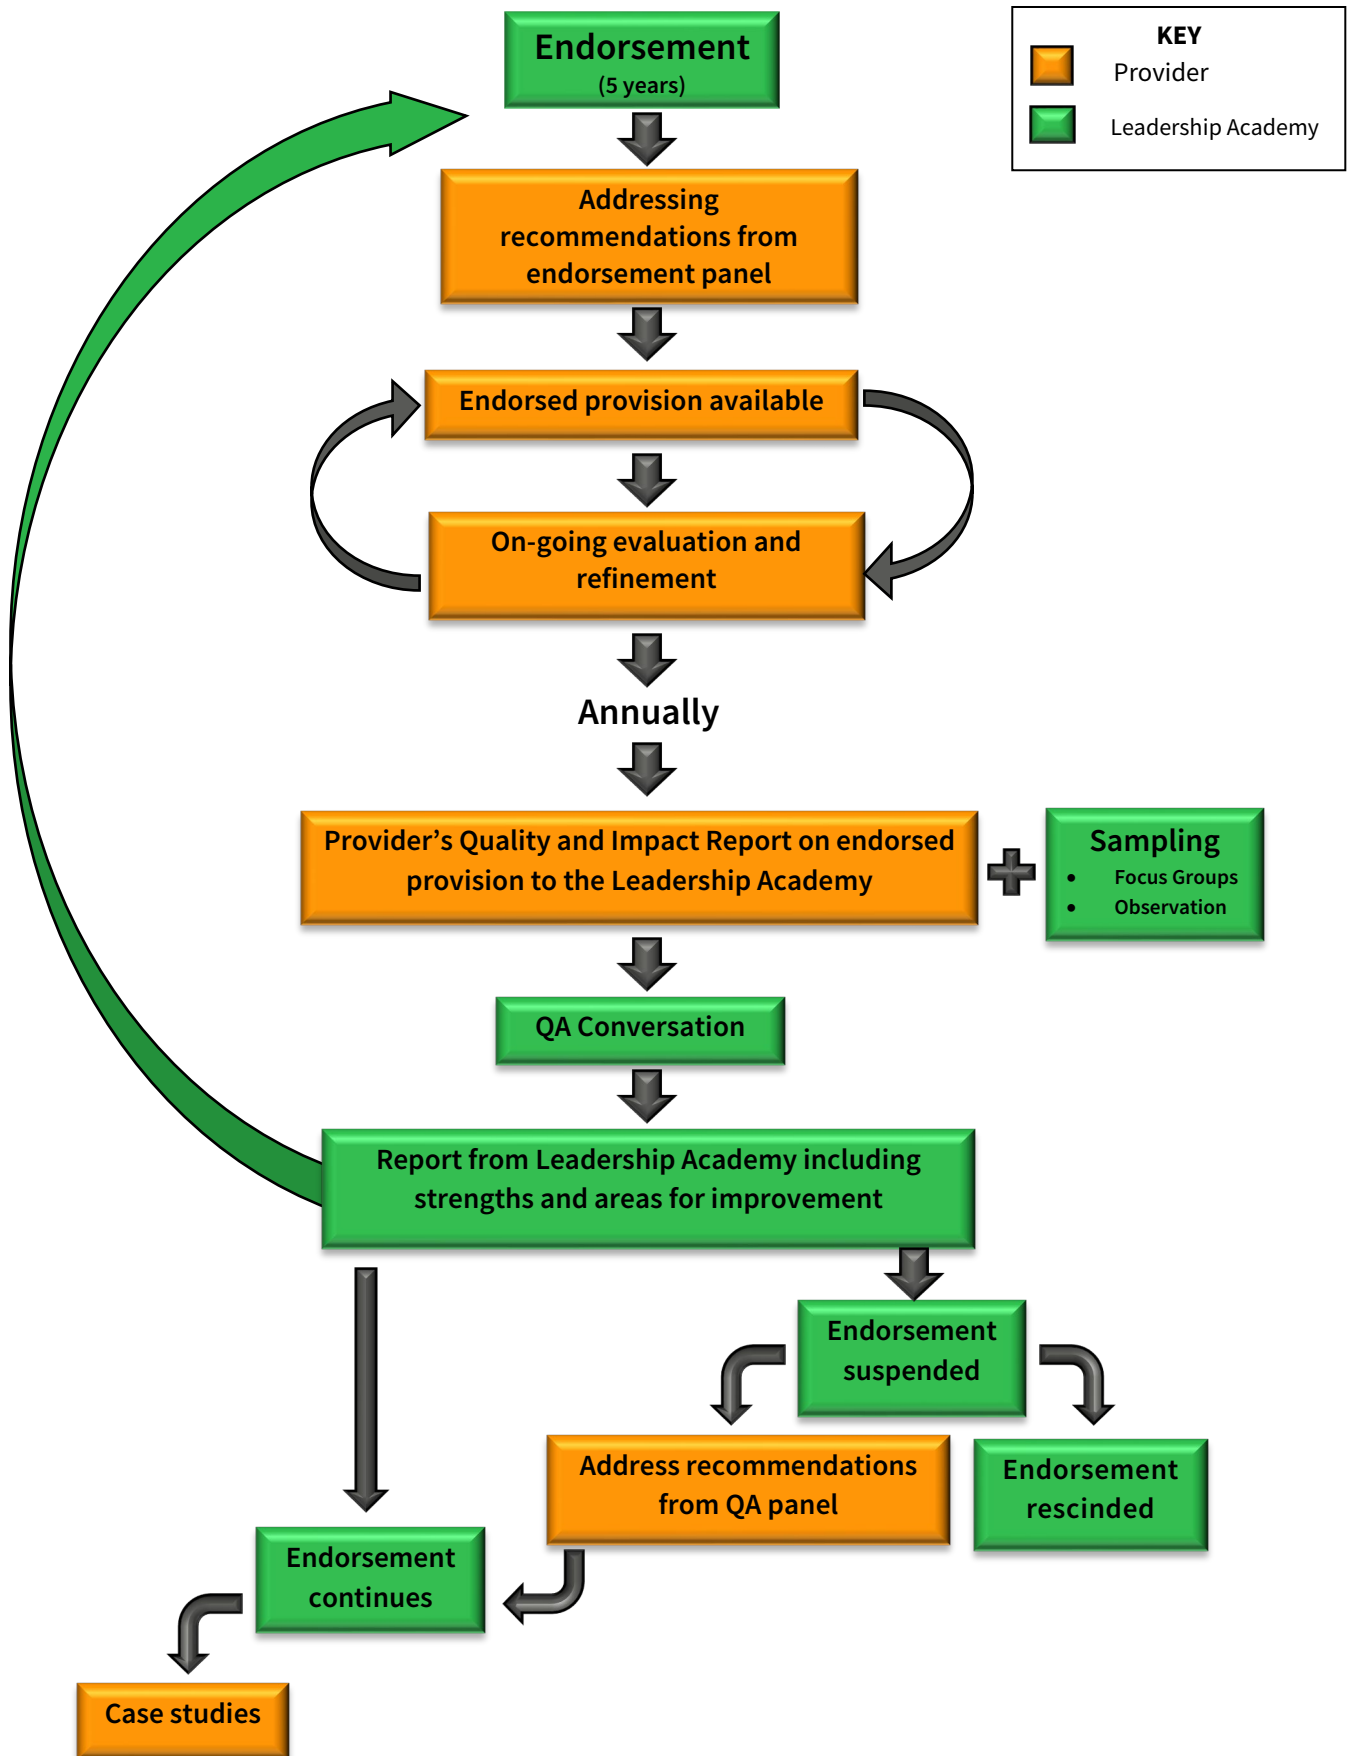 Endorsement
(5 years)
KEY
Provider
Leadership Academy
Addressing
recommendations from
endorsement panel
Endorsed provision available
On-going evaluation and
refinement
Annually
Provider’s Quality and Impact Report on endorsed
provision to the Leadership Academy
Sampling
• Focus Groups
• Observation
QA Conversation
Report from Leadership Academy including
strengths and areas for improvement
Endorsement
suspended
Address recommendations
from QA panel
Endorsement
rescinded
Endorsement
continues
Case studies